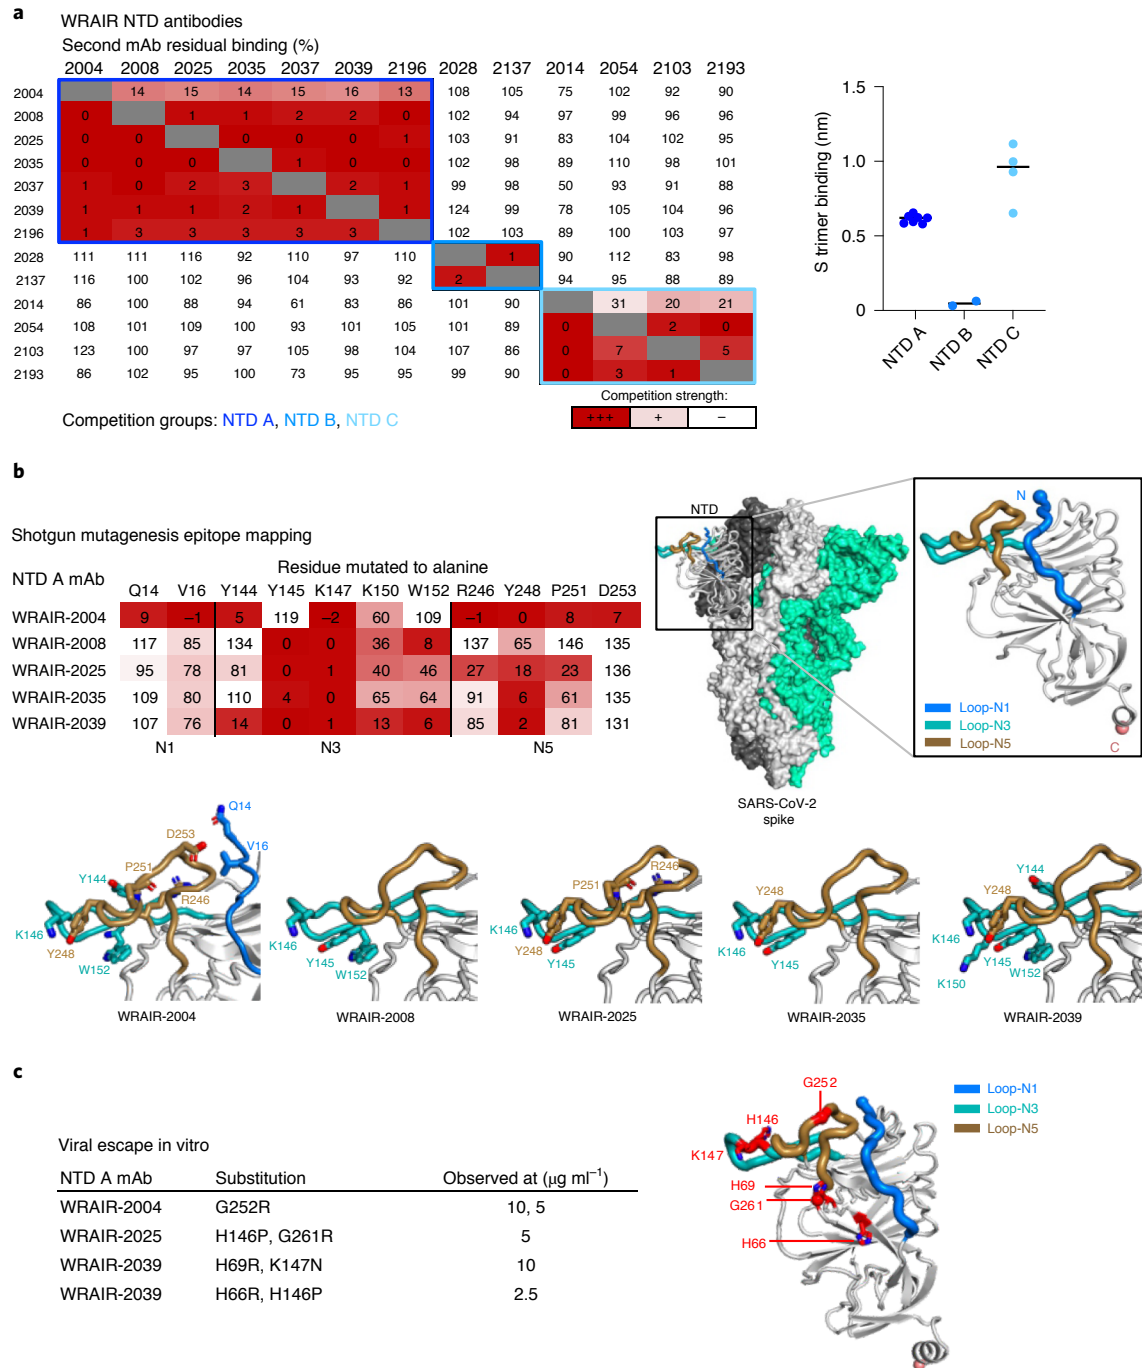 a
WRAIR NTD antibodies
Second mAb residual binding (%)
2004 2008 2025 2035 2037 2039 2196 2028 2137 2014 2054 2103 2193
2004 14 15 14 15 16 13 108 105 75 102 92 90
2008 0 1 1 2 2 0 102 94 97 99 96 96
2025 0 0 0 0 0 1 103 91 83 104 102 95
2035 0 0 0 1 0 0 102 98 89 110 98 101
2037 1 0 2 3 2 1 99 98 50 93 91 88
2039 1 1 1 2 1 1 124 99 78 105 104 96
2196 1 3 3 3 3 3 102 103 89 100 103 97
2028 111 111 116 92 110 97 110 1 90 112 83 98
2137 116 100 102 96 104 93 92 2 94 95 88 89
2014 86 100 88 94 61 83 86 101 90 31 20 21
2054 108 101 109 100 93 101 105 101 89 0 2 0
2103 123 100 97 97 105 98 104 107 86 0 7 5
2193 86 102 95 100 73 95 95 99 90 0 3 1
Competition strength:
+++ + −
Competition groups: NTD A, NTD B, NTD C
S trimer binding (nm)
1.5
1.0
0.5
0
NTD A
NTD B
NTD C
b
Shotgun mutagenesis epitope mapping
NTD A mAb
Residue mutated to alanine
Q14 V16 Y144 Y145 K147 K150 W152 R246 Y248 P251 D253
WRAIR-2004 9 −1 5 119 −2 60 109 −1 0 8 7
WRAIR-2008 117 85 134 0 0 36 8 137 65 146 135
WRAIR-2025 95 78 81 0 1 40 46 27 18 23 136
WRAIR-2035 109 80 110 4 0 65 64 91 6 61 135
WRAIR-2039 107 76 14 0 1 13 6 85 2 81 131
N1 N3 N5
NTD
SARS-CoV-2
spike
N
Loop-N1
Loop-N3
Loop-N5
C
Q14
D253
V16
P251
Y144
R246
K146
Y248
W152
WRAIR-2004
K146
Y145
W152
WRAIR-2008
R246
P251
K146
Y248
Y145
WRAIR-2025
Y248
K146
Y145
WRAIR-2035
Y144
Y248
K146
Y145
K150
W152
WRAIR-2039
c
Viral escape in vitro
NTD A mAb Substitution Observed at (μg ml−1)
WRAIR-2004 G252R 10, 5
WRAIR-2025 H146P, G261R 5
WRAIR-2039 H69R, K147N 10
WRAIR-2039 H66R, H146P 2.5
G252
H146
K147
H69
G261
H66
Loop-N1
Loop-N3
Loop-N5